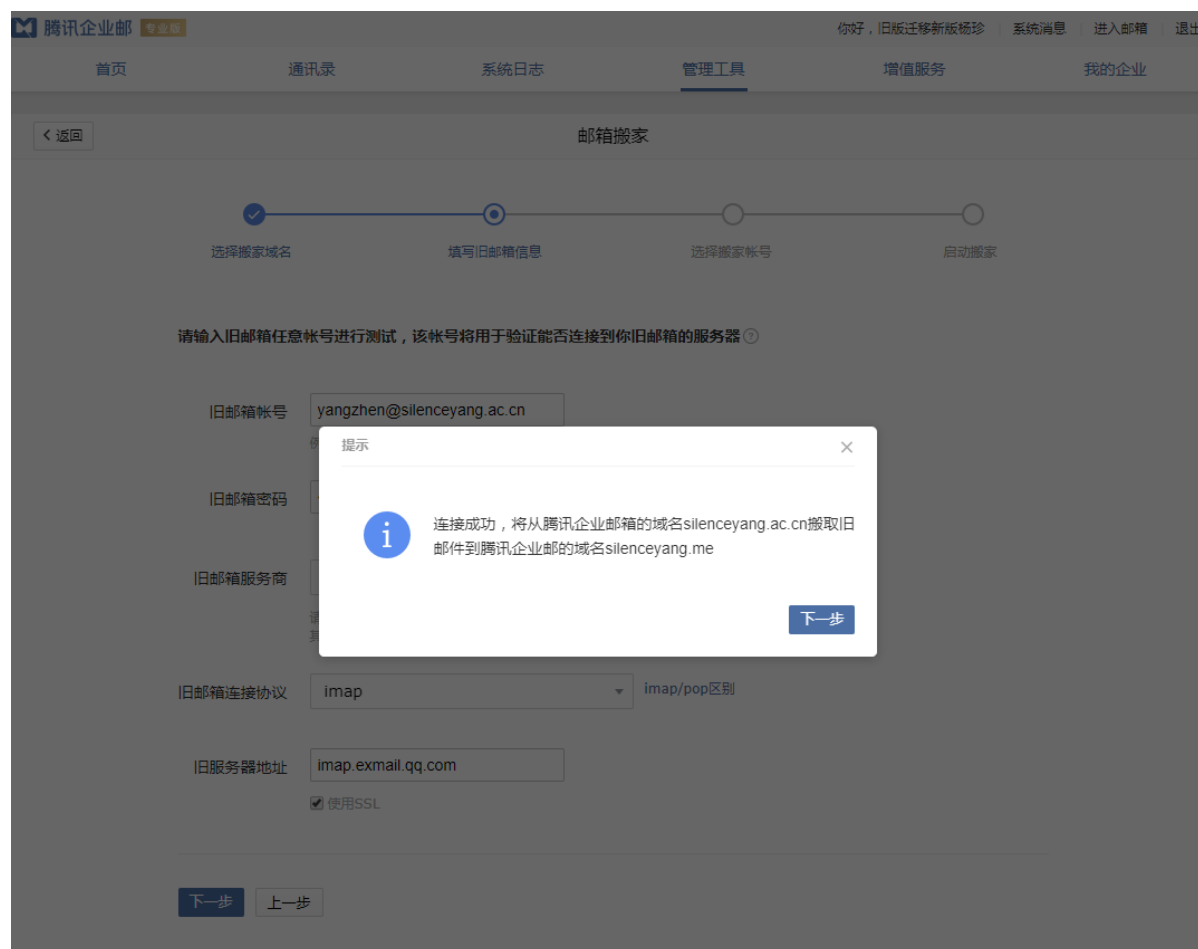 腾讯企业邮 专业版
你好，旧版迁移新版杨珍 系统消息 进入邮箱 退出
首页 通讯录 系统日志 管理工具 增值服务 我的企业
返回
邮箱搬家
选择搬家域名 填写旧邮箱信息 选择搬家帐号 启动搬家
请输入旧邮箱任意帐号进行测试，该帐号将用于验证能否连接到你旧邮箱的服务器
旧邮箱帐号 yangzhen@silenceyang.ac.cn
提示
旧邮箱密码
连接成功，将从腾讯企业邮箱的域名silenceyang.ac.cn搬取旧
邮件到腾讯企业邮的域名silenceyang.me
旧邮箱服务商
下一步
旧邮箱连接协议 imap imap/pop区别
旧服务器地址 imap.exmail.qq.com
使用SSL
下一步 上一步